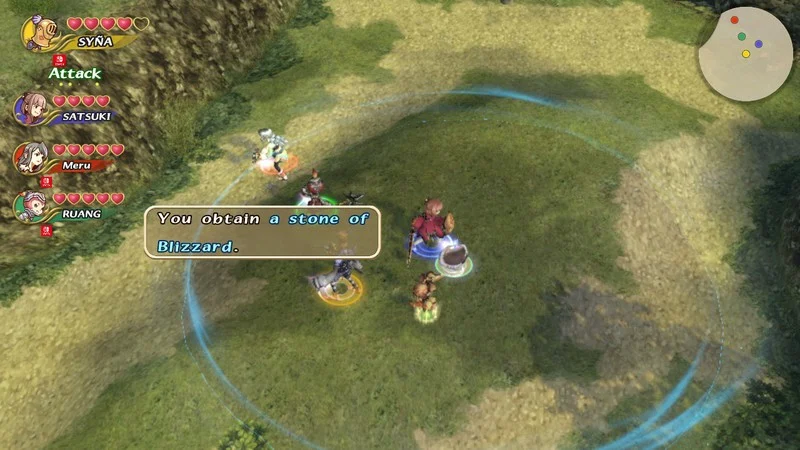 SYÑA
Attack
SATSUKI
Meru
RUANG
You obtain a stone of
Blizzard.